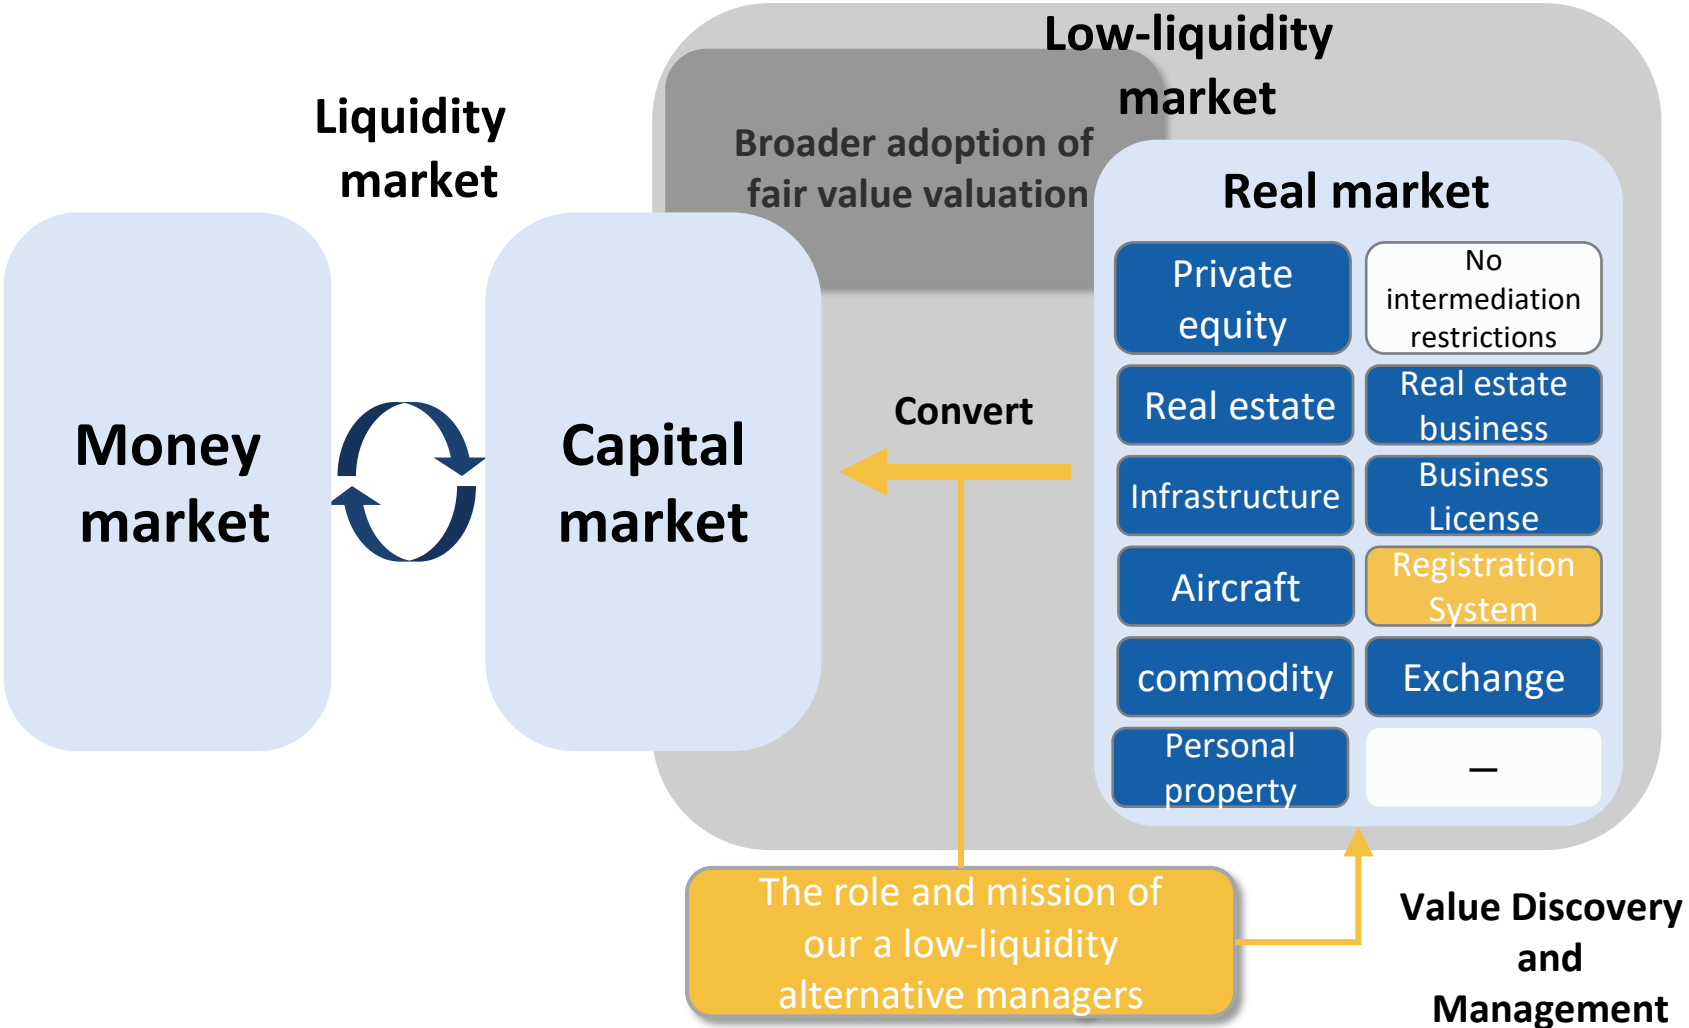 Low-liquidity
market
Liquidity
market
Broader adoption of
fair value valuation
Real market
Money
market
Capital
market
Convert
Private
equity
No
intermediation
restrictions
Real estate
Real estate
business
Infrastructure
Business
License
Aircraft
Registration
System
commodity
Exchange
Personal
property
—
The role and mission of
our a low-liquidity
alternative managers
Value Discovery
and
Management